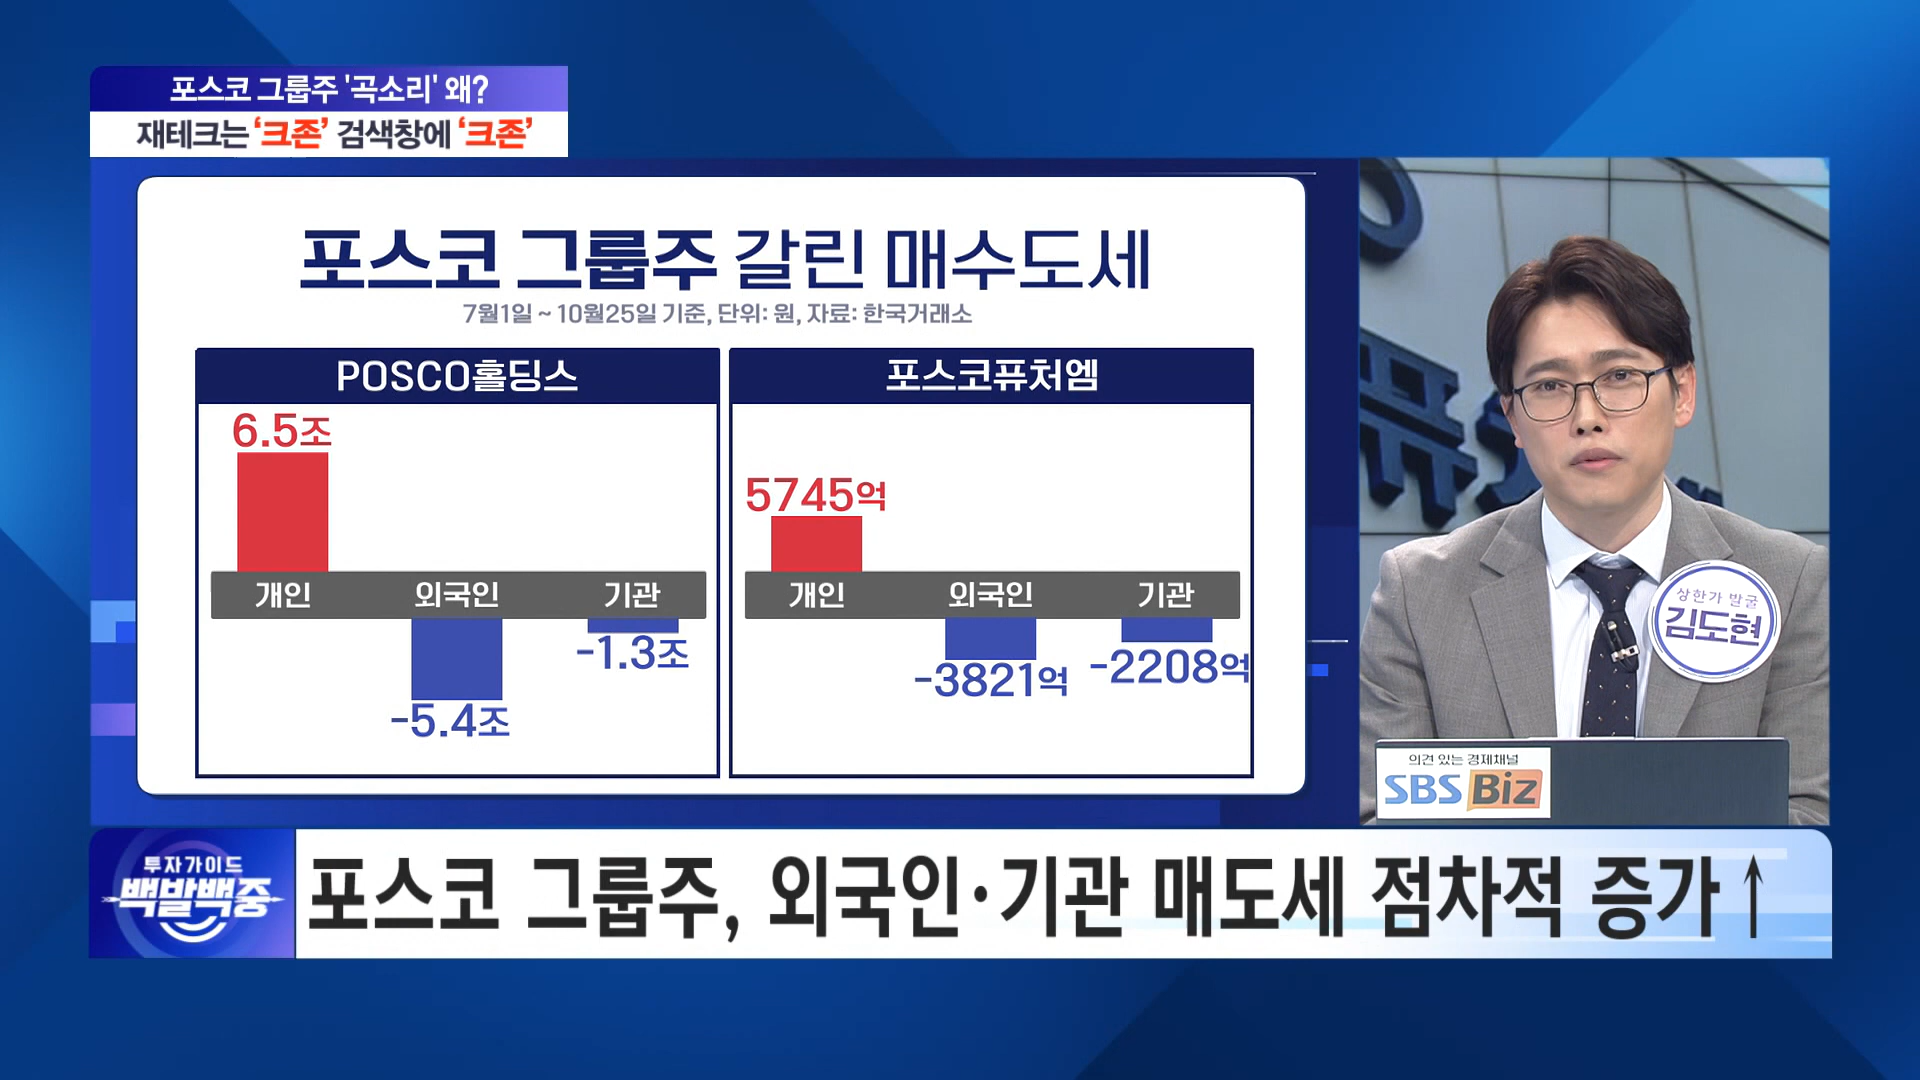 포스코 그룹주 '곡소리' 왜?
재테크는 ‘크존’ 검색창에 ‘크존’
포스코 그룹주 갈린 매수도세
7월1일 ~ 10월25일 기준, 단위: 원, 자료: 한국거래소
POSCO홀딩스
6.5조
개인 외국인 기관
-5.4조
-1.3조
포스코퓨처엠
5745억
개인 외국인 기관
-3821억
-2208억
퓨처
상한가 발굴
김도현
의견 있는 경제채널
SBS Biz
투자가이드
백발백중
포스코 그룹주, 외국인·기관 매도세 점차적 증가↑